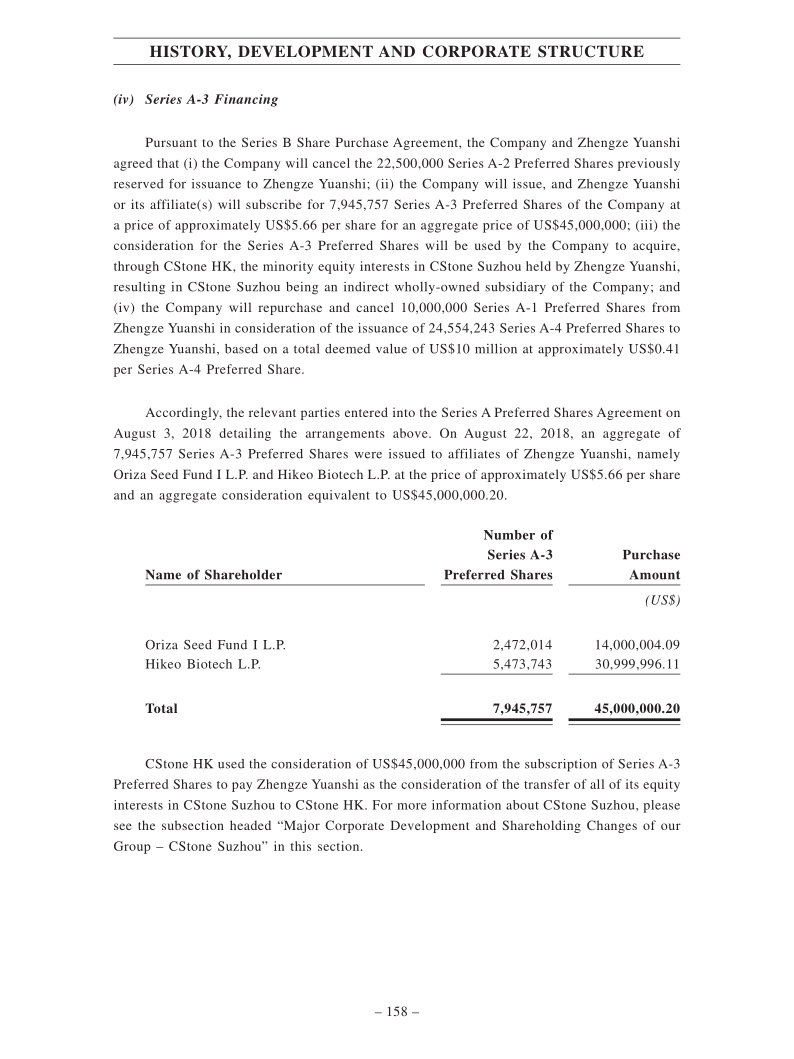 HISTORY, DEVELOPMENT AND CORPORATE STRUCTURE
(iv) Series A-3 Financing
Pursuant to the Series B Share Purchase Agreement, the Company and Zhengze Yuanshi
agreed that (i) the Company will cancel the 22,500,000 Series A-2 Preferred Shares previously
reserved for issuance to Zhengze Yuanshi; (ii) the Company will issue, and Zhengze Yuanshi
or its affiliate(s) will subscribe for 7,945,757 Series A-3 Preferred Shares of the Company at
a price of approximately US$5.66 per share for an aggregate price of US$45,000,000; (iii) the
consideration for the Series A-3 Preferred Shares will be used by the Company to acquire,
through CStone HK, the minority equity interests in CStone Suzhou held by Zhengze Yuanshi,
resulting in CStone Suzhou being an indirect wholly-owned subsidiary of the Company; and
(iv) the Company will repurchase and cancel 10,000,000 Series A-1 Preferred Shares from
Zhengze Yuanshi in consideration of the issuance of 24,554,243 Series A-4 Preferred Shares to
Zhengze Yuanshi, based on a total deemed value of US$10 million at approximately US$0.41
per Series A-4 Preferred Share.
Accordingly, the relevant parties entered into the Series A Preferred Shares Agreement on
August 3, 2018 detailing the arrangements above. On August 22, 2018, an aggregate of
7,945,757 Series A-3 Preferred Shares were issued to affiliates of Zhengze Yuanshi, namely
Oriza Seed Fund I L.P. and Hikeo Biotech L.P. at the price of approximately US$5.66 per share
and an aggregate consideration equivalent to US$45,000,000.20.
Number of
Series A-3 Purchase
Name of Shareholder Preferred Shares Amount
(US$)
Oriza Seed Fund I L.P. 2,472,014 14,000,004.09
Hikeo Biotech L.P. 5,473,743 30,999,996.11
Total 7,945,757 45,000,000.20
CStone HK used the consideration of US$45,000,000 from the subscription of Series A-3
Preferred Shares to pay Zhengze Yuanshi as the consideration of the transfer of all of its equity
interests in CStone Suzhou to CStone HK. For more information about CStone Suzhou, please
see the subsection headed “Major Corporate Development and Shareholding Changes of our
Group – CStone Suzhou” in this section.
– 158 –